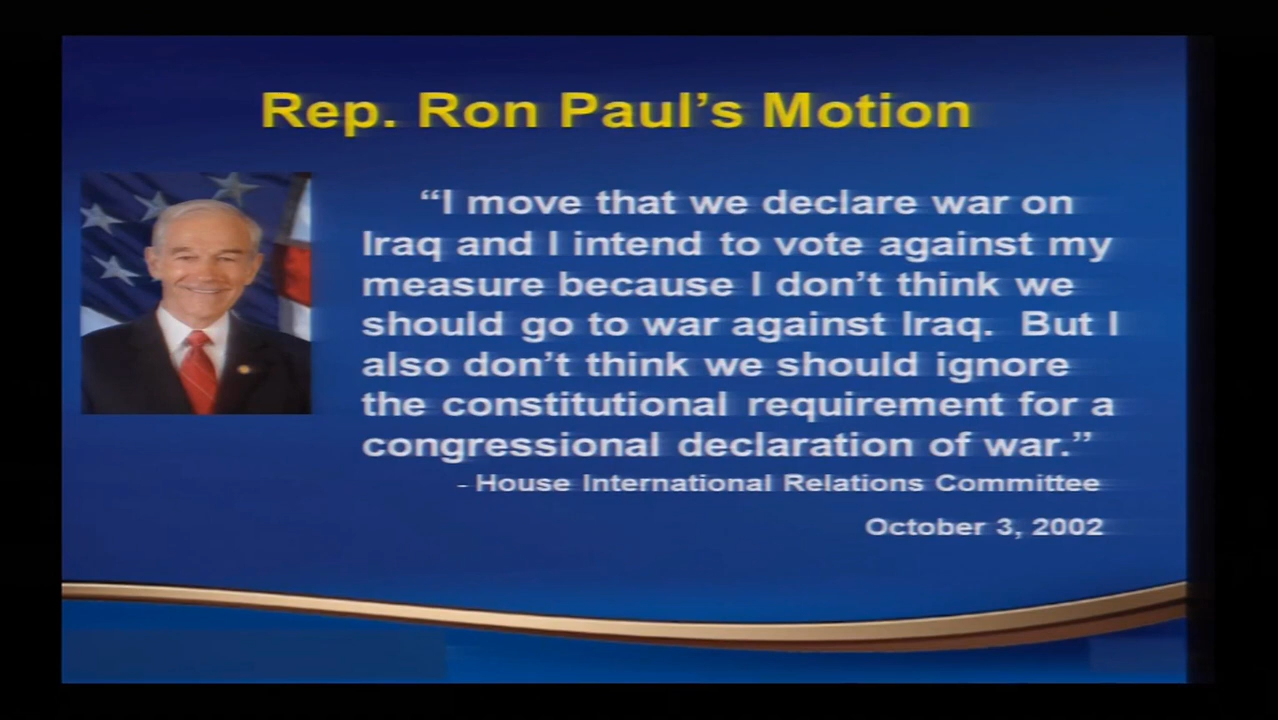 Rep. Ron Paul’s Motion
“I move that we declare war on
Iraq and I intend to vote against my
measure because I don’t think we
should go to war against Iraq.  But I
also don’t think we should ignore
the constitutional requirement for a
congressional declaration of war.”
- House International Relations Committee
October 3, 2002